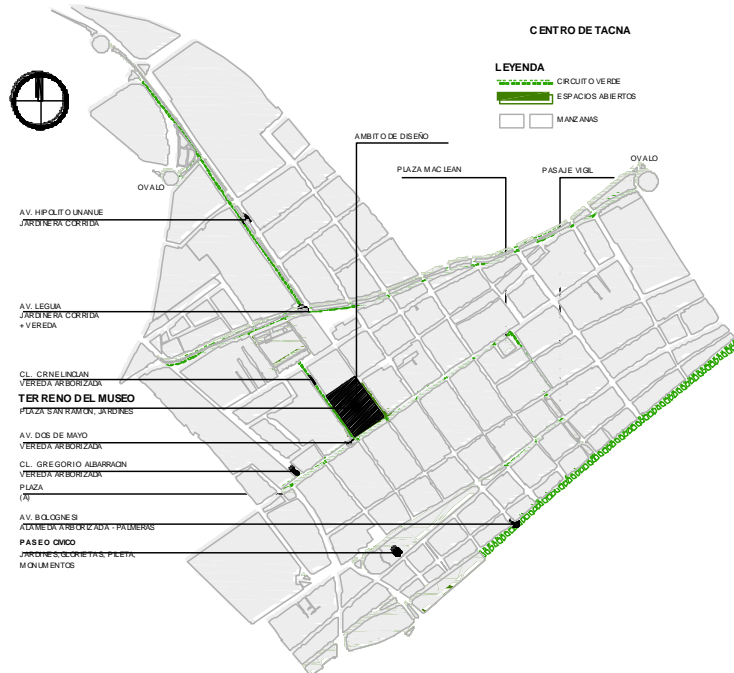 CENTRO DE TACNA
LEYENDA
CIRCUITO VERDE
ESPACIOS ABIERTOS
MANZANAS
AMBITO DE DISEÑO
PLAZA MAC LEAN
PASAJE VIGIL
OVALO
OVALO
AV. HIPOLITO UNANUE
JARDINERA CORRIDA
AV. LEGUIA
JARDINERA CORRIDA
+ VEREDA
CL. CRNEL INCLAN
VEREDA ARBORIZADA
TERRENO DEL MUSEO
PLAZA SAN RAMON, JARDINES
AV. DOS DE MAYO
VEREDA ARBORIZADA
CL. GREGORIO ALBARRACIN
VEREDA ARBORIZADA
PLAZA
(A)
AV. BOLOGNESI
ALAMEDA ARBORIZADA - PALMERAS
PASEO CIVICO
JARDINES, GLORIETAS, PILETA,
MONUMENTOS